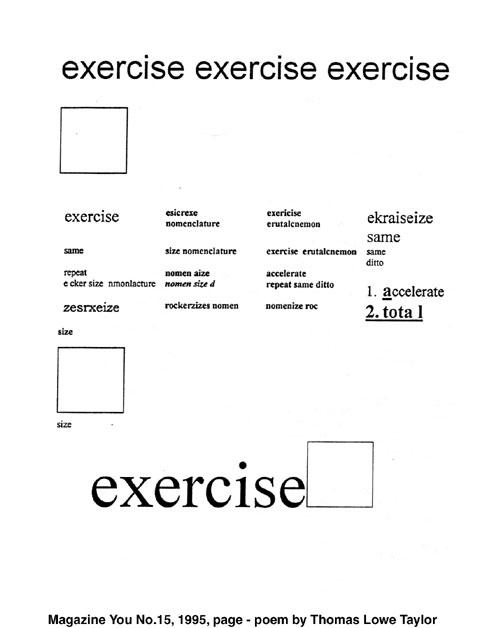 exercise exercise exercise
exercise
esicrexe
nomenclature
exericise
erutalcnemon
ekraiseize
same
same
size nomenclature
exercise erutalcnemon
same
ditto
repeat
e cker size nmonlacture
nomen aize
nomen size d
accelerate
repeat same ditto
1. accelerate
2. tota l
zesrxeize
rockerzizes nomen
nomenize roc
size
size
exercise
Magazine You No.15, 1995, page - poem by Thomas Lowe Taylor